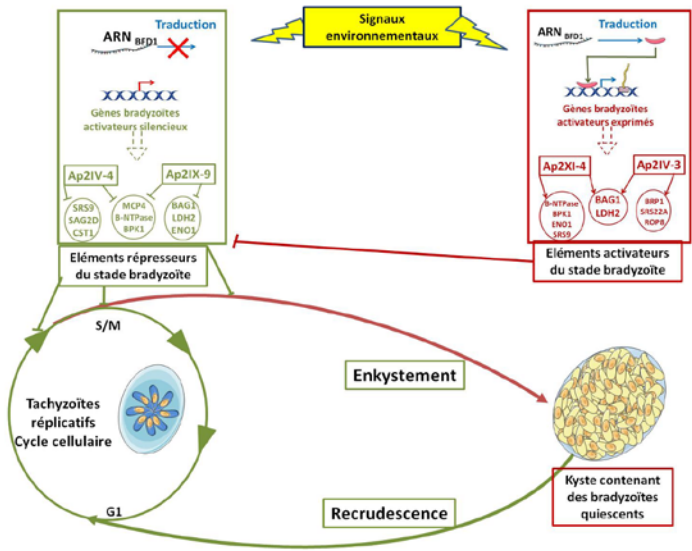 Signaux
environnementaux
Traduction
ARN BFD1
Gènes bradyzoïtes
activateurs silencieux
Ap2IV-4
Ap2IX-9
SRS9
SAG2D
CST1
MCP4
B-NTPase
BPK1
BAG1
LDH2
ENO1
Eléments répresseurs
du stade bradyzoïte
Traduction
ARN BFD1
Gènes bradyzoïtes
activateurs exprimés
Ap2XI-4
Ap2IV-3
B-NTPase
BPK1
ENO1
SRS9
BAG1
LDH2
BRP1
SRS22A
ROPB
Eléments activateurs
du stade bradyzoïte
S/M
Tachyzoïtes
réplicatifs
Cycle cellulaire
G1
Enkystement
Recrudescence
Kyste contenant
des bradyzoïtes
quiescents